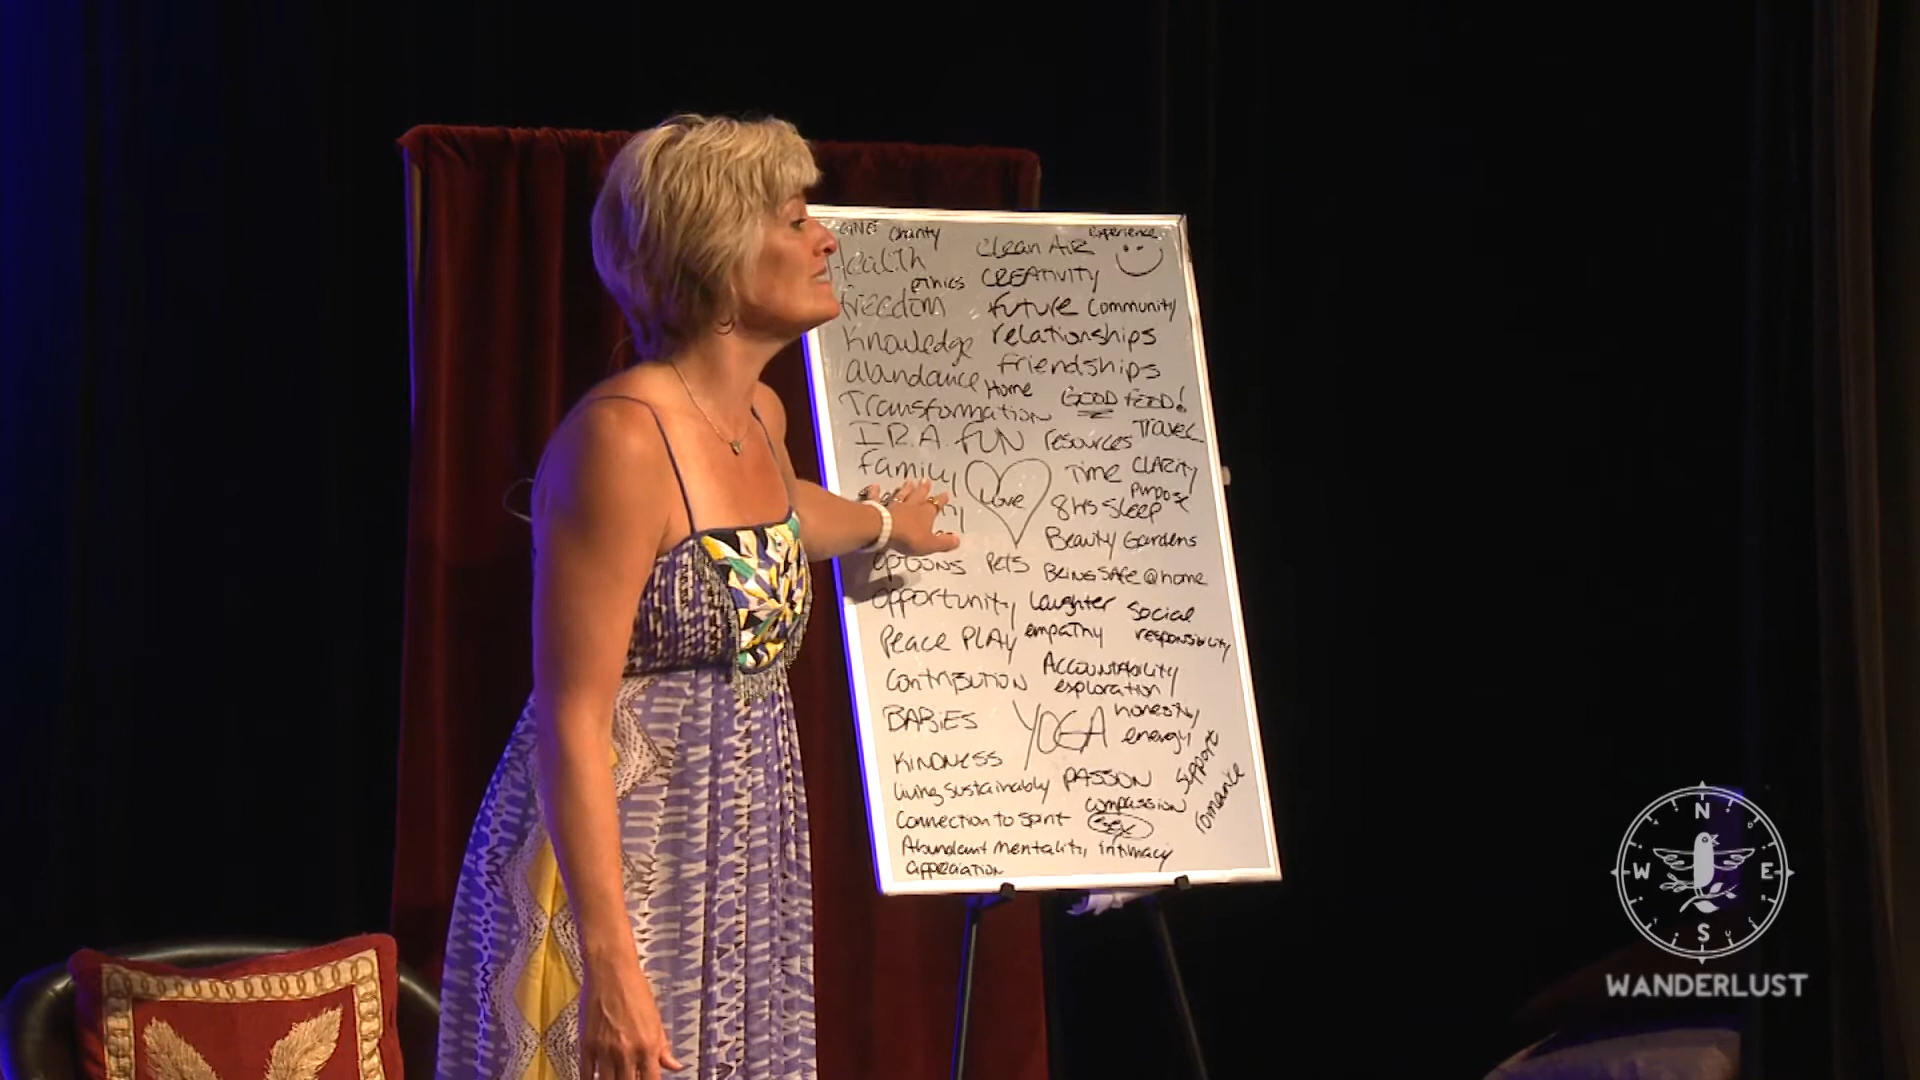 Charity
Experience
Health
Clean AiR
ethics
CREATIVITY
freedom
future
Community
Knowledge
relationships
abundance
friendships
Home
GOOD FEED!
Transformation
TRAVEL
I.R.A.
FUN
resources
family
Love
Time
CLARITY
purpose
8 hrs sleep
Beauty Gardens
options
Pets
BEING SAFE @ home
opportunity
laughter
Social
responsibility
Peace
PLAY
empathy
CONTRIBUTION
ACCOUNTABILITY
exploration
BABiES
YOGA
honesty
energy
KiNDNESS
support
living sustainably
PASSION
romance
compassion
Connection to Spirit
SEX
Abundant mentality,
intimacy
appreciation
N
W
E
S
WANDERLUST